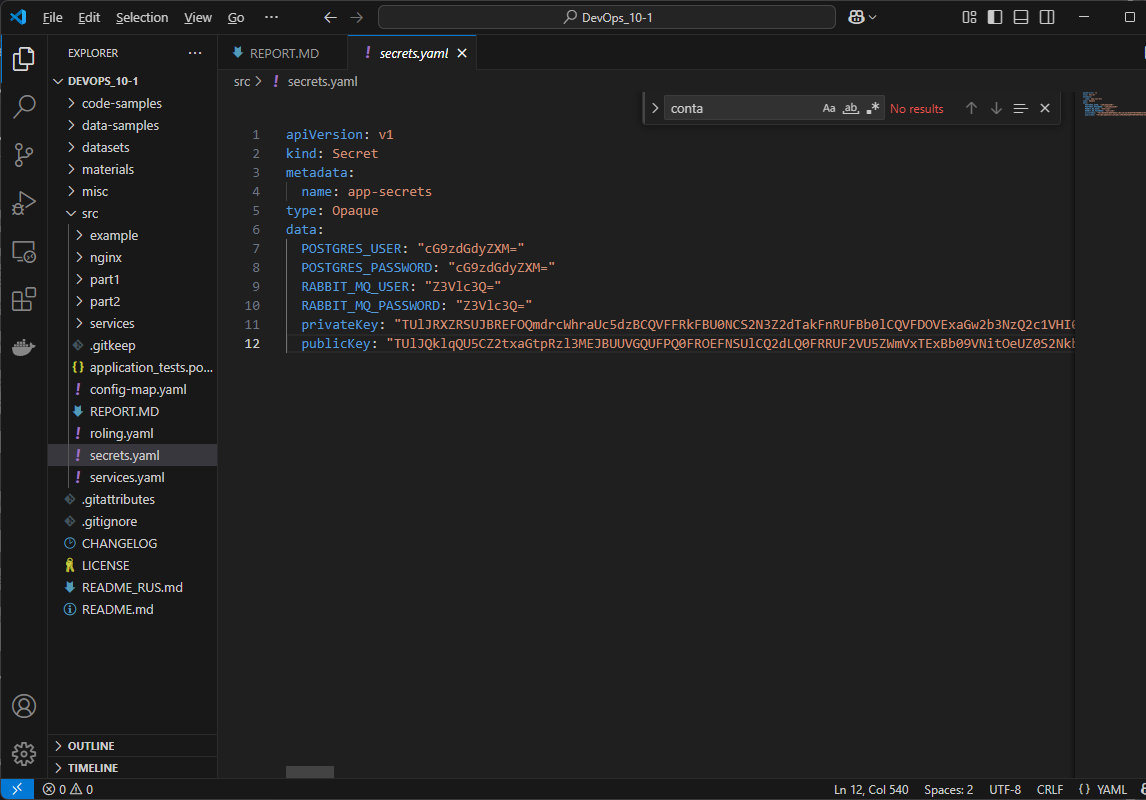 File Edit Selection View Go ··· DevOps_10-1
EXPLORER ···
DEVOPS_10-1
code-samples
data-samples
datasets
materials
misc
src
example
nginx
part1
part2
services
.gitkeep
application_tests.po...
config-map.yaml
REPORT.MD
roling.yaml
secrets.yaml
services.yaml
.gitattributes
.gitignore
CHANGELOG
LICENSE
README_RUS.md
README.md
OUTLINE
TIMELINE
REPORT.MD secrets.yaml
src > secrets.yaml
conta Aa ab .* No results
1 apiVersion: v1
2 kind: Secret
3 metadata:
4 name: app-secrets
5 type: Opaque
6 data:
7 POSTGRES_USER: "cG9zdGdyZXM="
8 POSTGRES_PASSWORD: "cG9zdGdyZXM="
9 RABBIT_MQ_USER: "Z3Vlc3Q="
10 RABBIT_MQ_PASSWORD: "Z3Vlc3Q="
11 privateKey: "TUlJRXZRSUJBREFOQmdrcWhraUc5dzBCQVFFRkFBU0NCS2N3Z2dTakFnRUFBb0lCQVFDOVExaGw2b3NzQ2c1VHI
12 publicKey: "TUlJQklqQU5CZ2txaGtpRzl3MEJBUUVGQUFPQ0FROEFNSUlCQ2dLQ0FRRUF2VU5ZWmVxTExBb09VNitOeUZ0S2Nk
0 0 Ln 12, Col 540 Spaces: 2 UTF-8 CRLF {} YAML